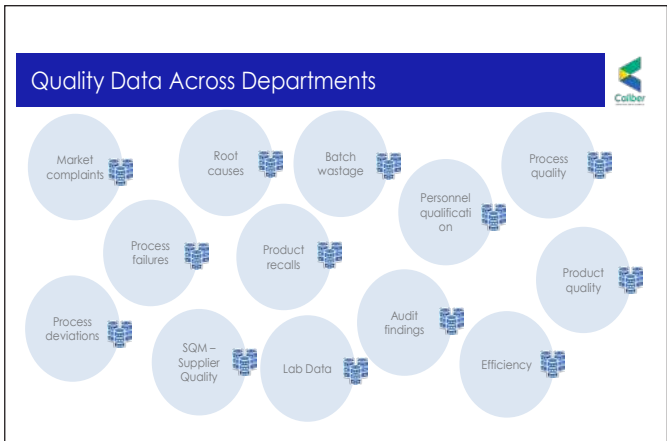 Quality Data Across Departments
Caliber
Market
complaints
Root
causes
Batch
wastage
Process
quality
Personnel
qualificati
on
Process
failures
Product
recalls
Product
quality
Process
deviations
Audit
findings
SQM –
Supplier
Quality
Lab Data
Efficiency